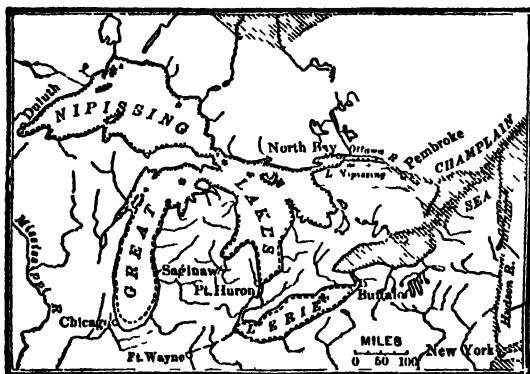 Duluth
NIPISSING
GREAT
LAKES
North Bay
Ottawa R.
Pembroke
L Nipissing
CHAMPLAIN
SEA
Mississippi R.
Saginaw
Pt. Huron
Chicago
Ft. Wayne
L. ERIE
Buffalo
Hudson R.
New York
MILES
0 50 100